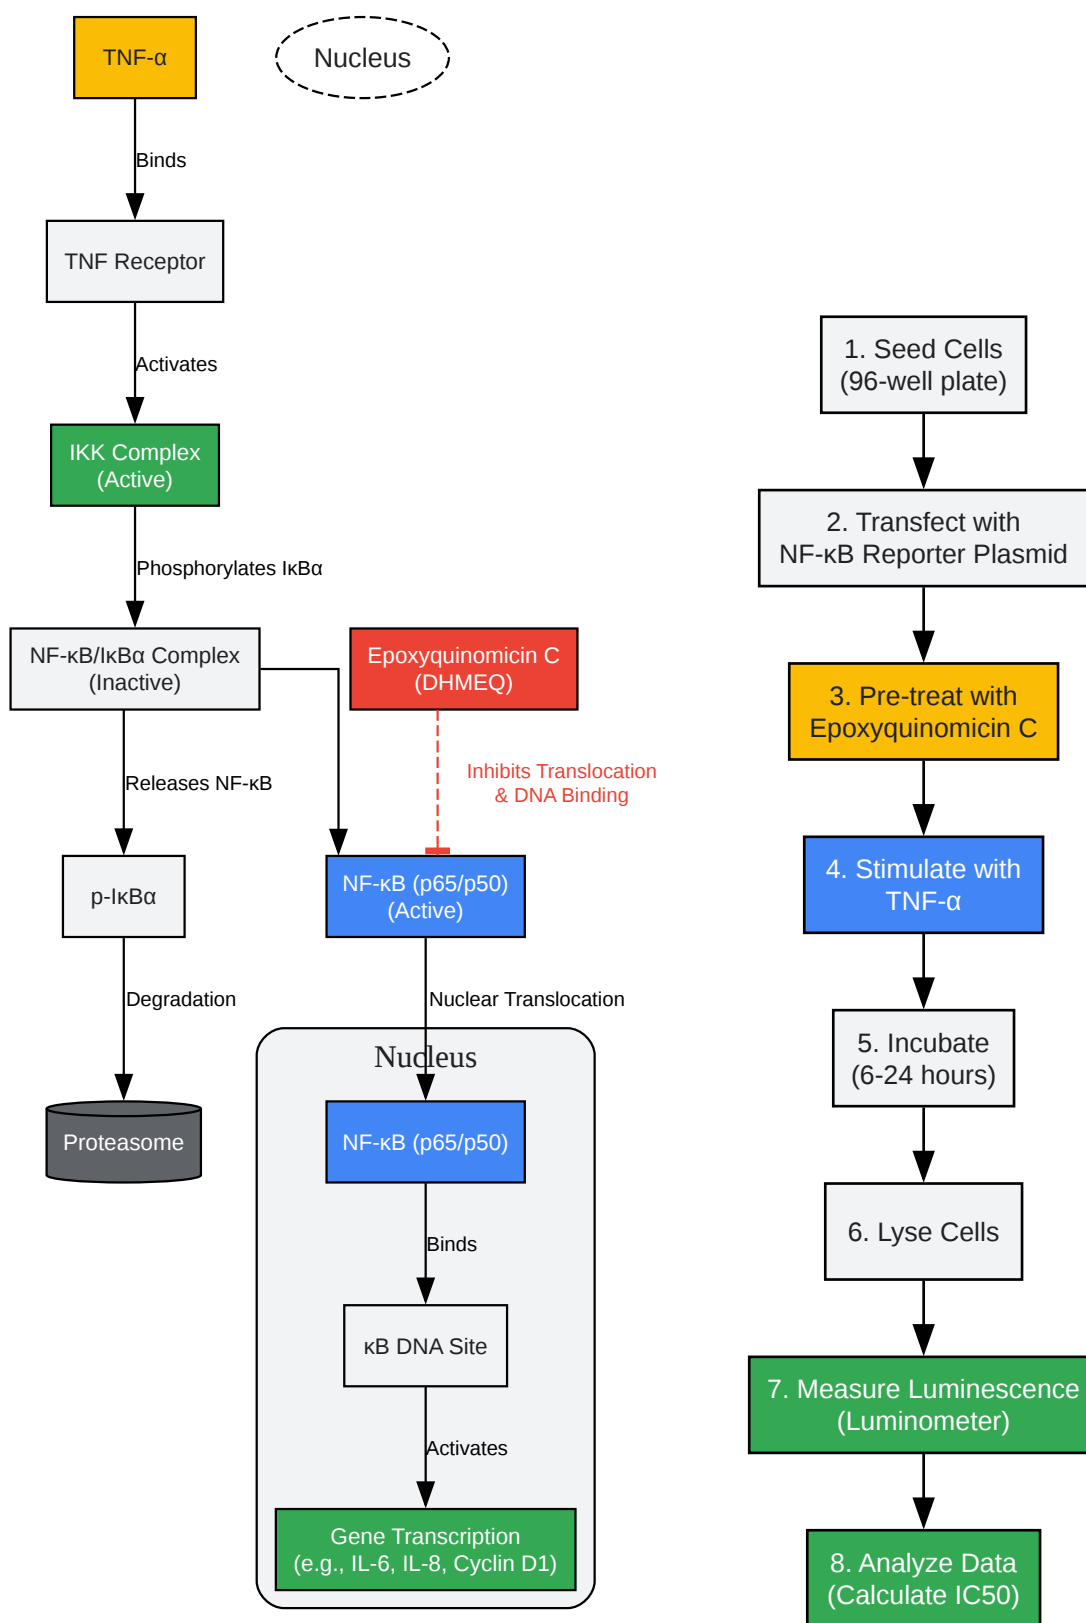 TNF-α
Nucleus
Binds
TNF Receptor
Activates
IKK Complex
(Active)
Phosphorylates IκBα
NF-κB/IκBα Complex
(Inactive)
Epoxyquinomicin C
(DHMEQ)
Releases NF-κB
Inhibits Translocation
& DNA Binding
p-IκBα
NF-κB (p65/p50)
(Active)
Degradation
Nuclear Translocation
Nucleus
Proteasome
NF-κB (p65/p50)
Binds
κB DNA Site
Activates
Gene Transcription
(e.g., IL-6, IL-8, Cyclin D1)
1. Seed Cells
(96-well plate)
2. Transfect with
NF-κB Reporter Plasmid
3. Pre-treat with
Epoxyquinomicin C
4. Stimulate with
TNF-α
5. Incubate
(6-24 hours)
6. Lyse Cells
7. Measure Luminescence
(Luminometer)
8. Analyze Data
(Calculate IC50)